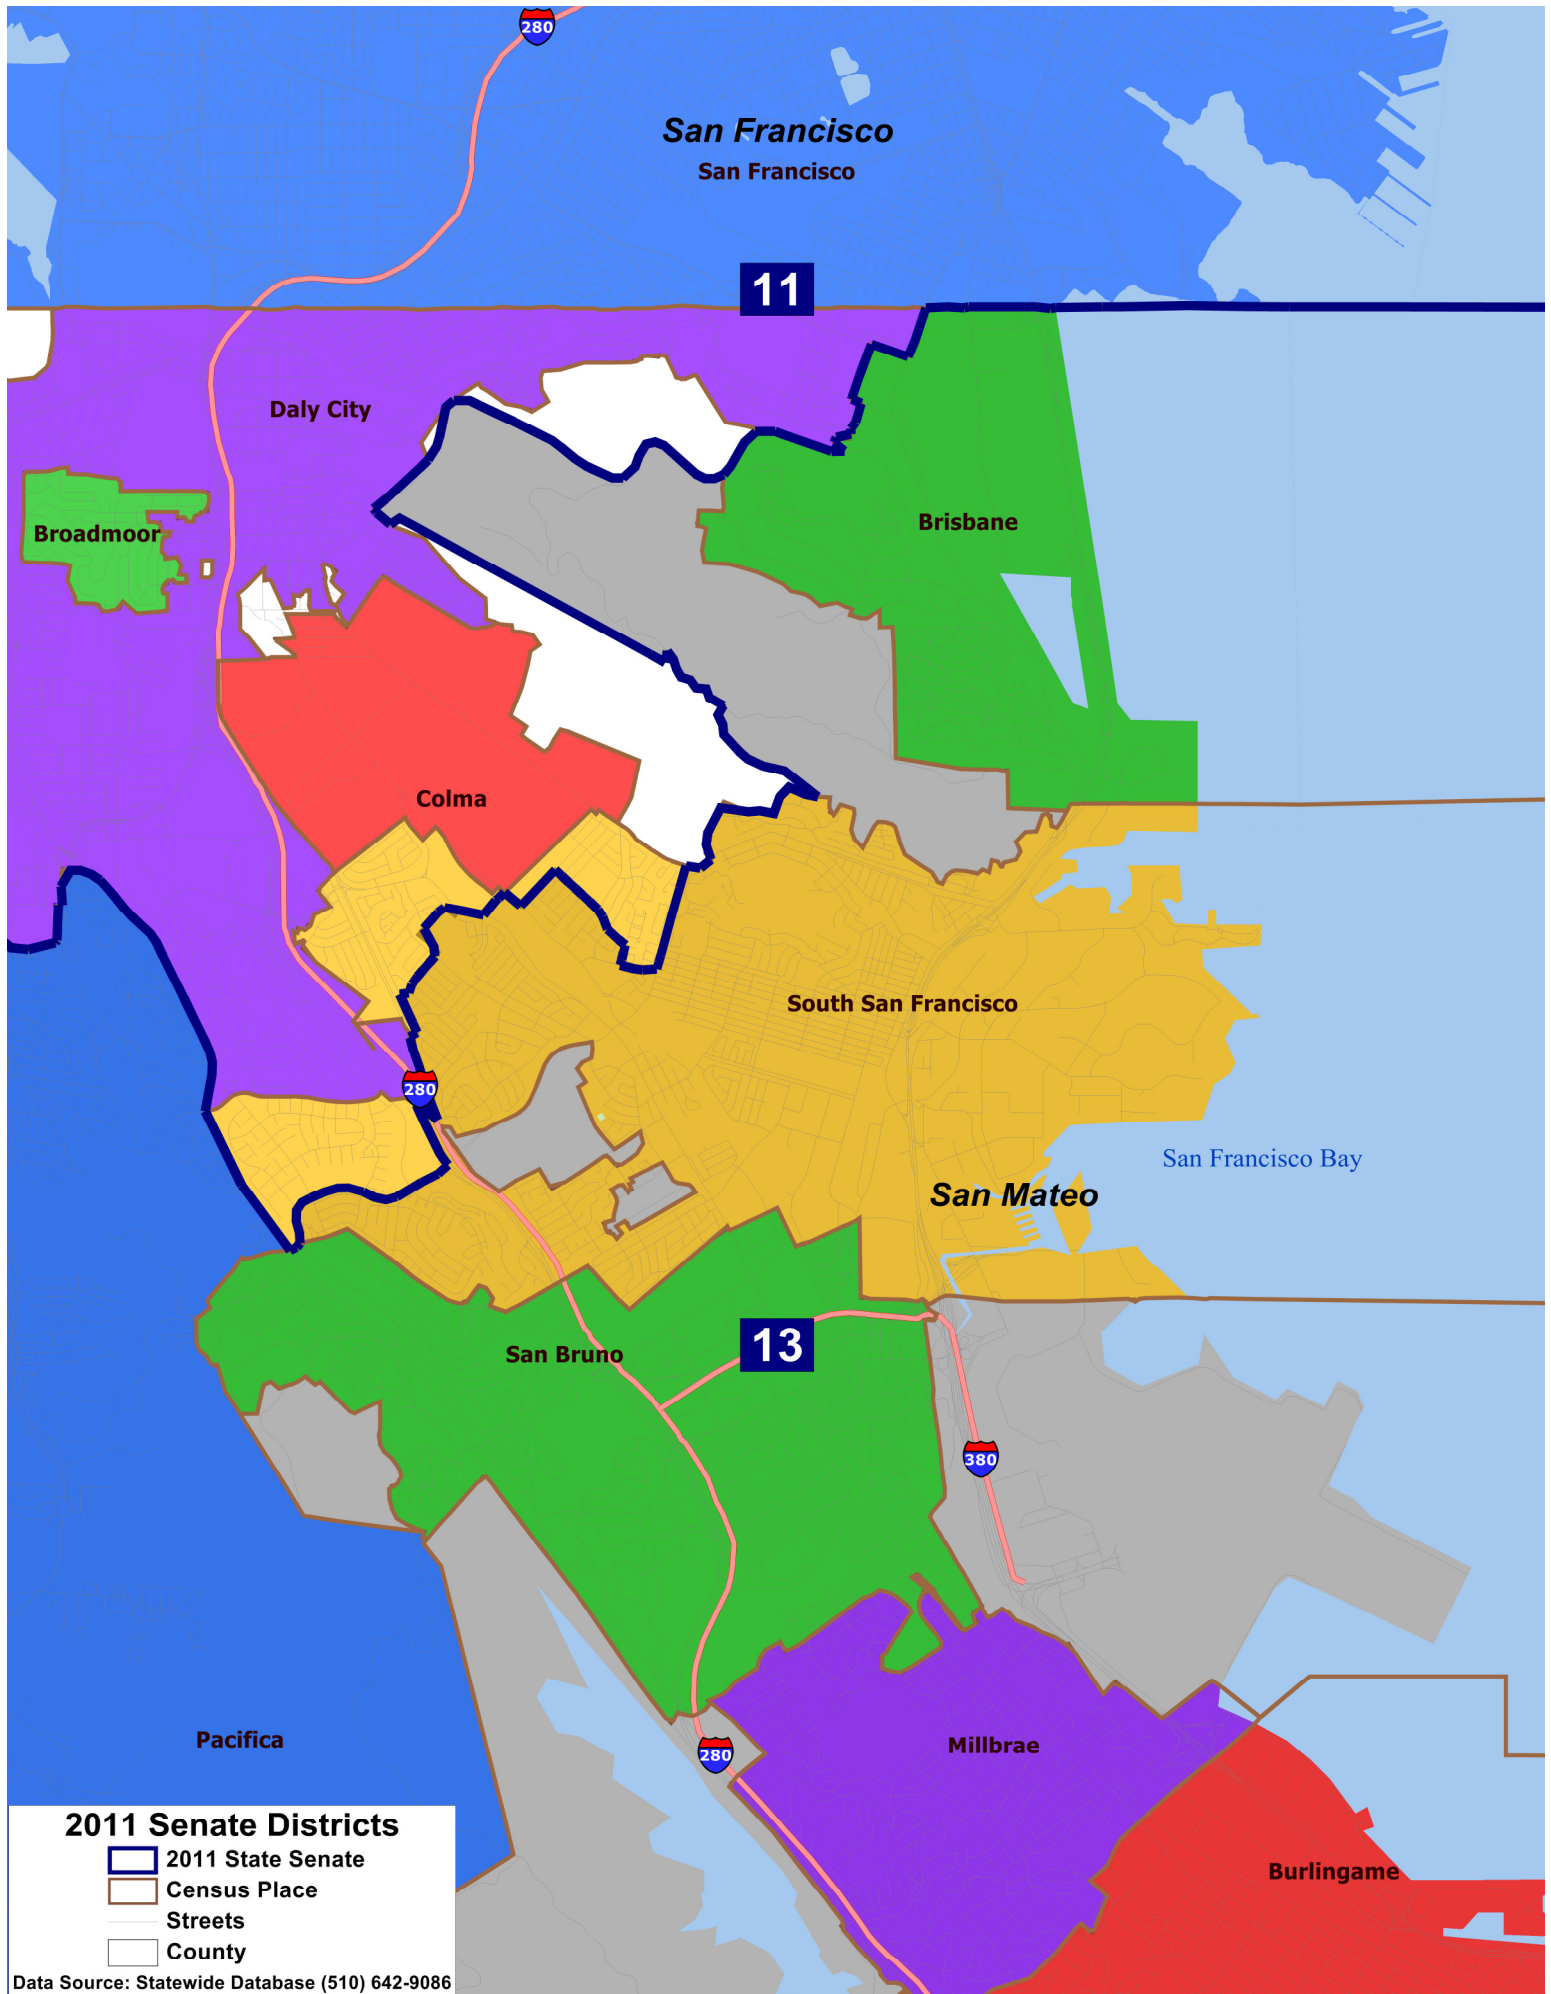 280
San Francisco
San Francisco
11
Daly City
Broadmoor
Brisbane
Colma
South San Francisco
280
San Francisco Bay
San Mateo
13
San Bruno
380
Pacifica
280
Millbrae
Burlingame
2011 Senate Districts
2011 State Senate
Census Place
Streets
County
Data Source: Statewide Database (510) 642-9086